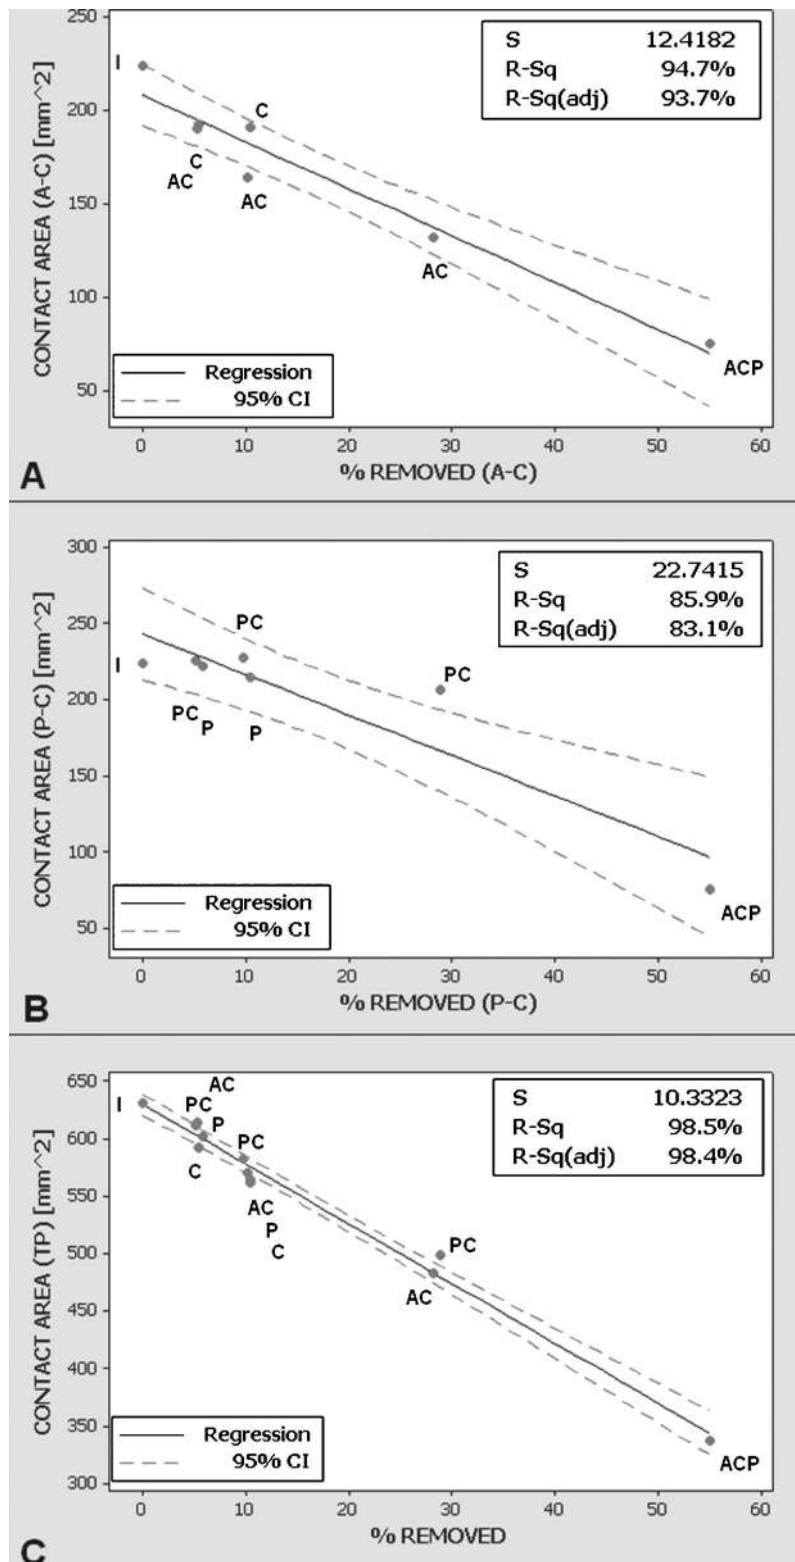 250
200
150
100
50
CONTACT AREA (A-C) [mm^2]
S 12.4182
R-Sq 94.7%
R-Sq(adj) 93.7%
I
C
C
AC
AC
AC
ACP
Regression
95% CI
0 10 20 30 40 50 60
% REMOVED (A-C)
A
300
250
200
150
100
50
CONTACT AREA (P-C) [mm^2]
S 22.7415
R-Sq 85.9%
R-Sq(adj) 83.1%
PC
PC
I
PC
P
P
ACP
Regression
95% CI
0 10 20 30 40 50 60
% REMOVED (P-C)
B
650
600
550
500
450
400
350
300
CONTACT AREA (TP) [mm^2]
S 10.3323
R-Sq 98.5%
R-Sq(adj) 98.4%
AC
I
PC
P
PC
C
AC
P
C
PC
AC
ACP
Regression
95% CI
0 10 20 30 40 50 60
% REMOVED
C